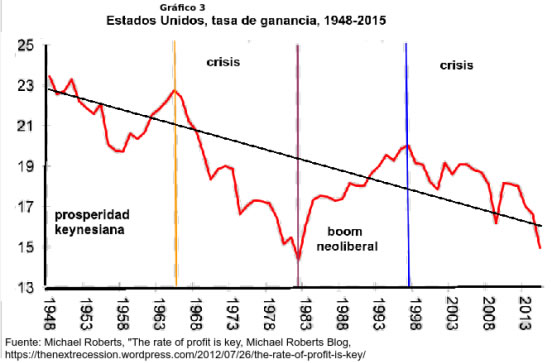 Gráfico 3
Estados Unidos, tasa de ganancia, 1948-2015
25
23
21
19
17
15
13
crisis
crisis
prosperidad
keynesiana
boom
neoliberal
1948
1953
1958
1963
1968
1973
1978
1983
1988
1993
1998
2003
2008
2013
Fuente: Michael Roberts, "The rate of profit is key, Michael Roberts Blog,
https://thenextrecession.wordpress.com/2012/07/26/the-rate-of-profit-is-key/